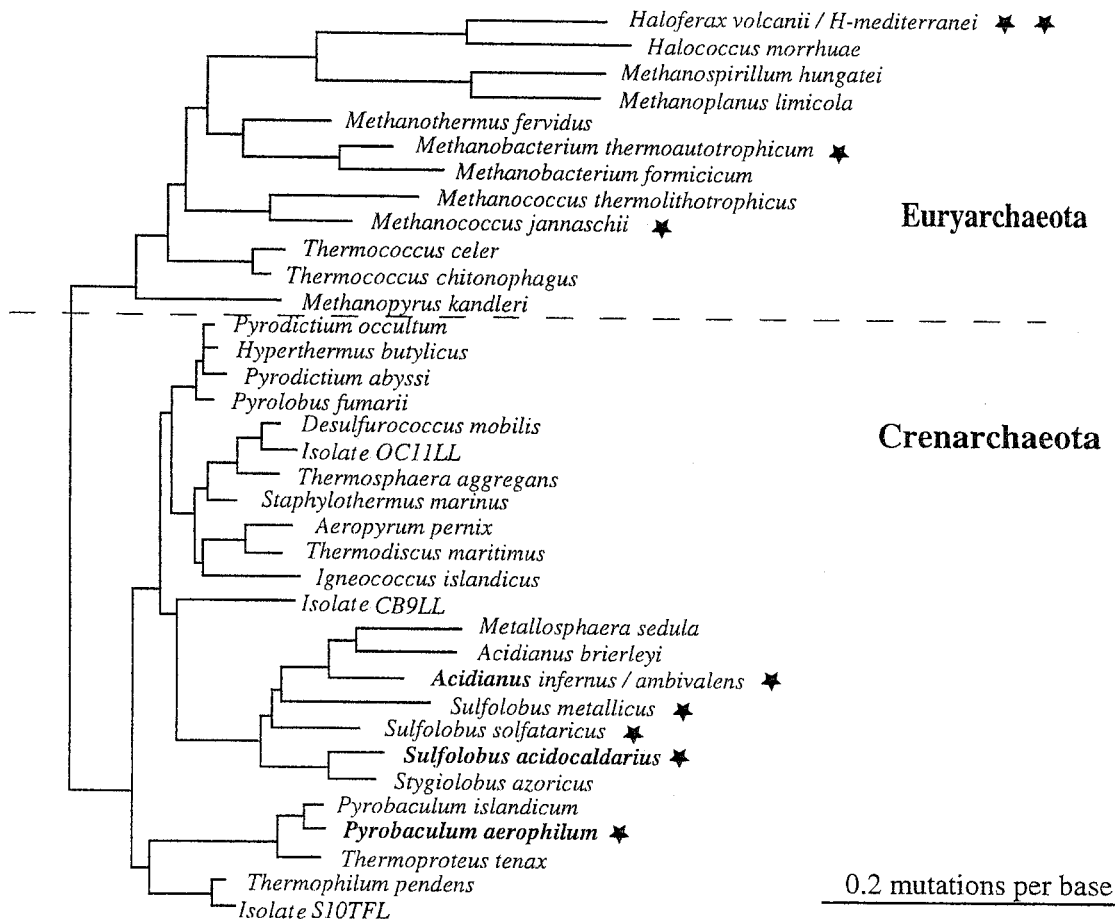 Haloferax volcanii / H-mediterranei
Halococcus morrhuae
Methanospirillum hungatei
Methanoplanus limicola
Methanothermus fervidus
Methanobacterium thermoautotrophicum
Methanobacterium formicicum
Methanococcus thermolithotrophicus
Methanococcus jannaschii
Euryarchaeota
Thermococcus celer
Thermococcus chitonophagus
Methanopyrus kandleri
Pyrodictium occultum
Hyperthermus butylicus
Pyrodictium abyssi
Pyrolobus fumarii
Desulfurococcus mobilis
Crenarchaeota
Isolate OC11LL
Thermosphaera aggregans
Staphylothermus marinus
Aeropyrum pernix
Thermodiscus maritimus
Igneococcus islandicus
Isolate CB9LL
Metallosphaera sedula
Acidianus brierleyi
Acidianus infernus / ambivalens
Sulfolobus metallicus
Sulfolobus solfataricus
Sulfolobus acidocaldarius
Stygiolobus azoricus
Pyrobaculum islandicum
Pyrobaculum aerophilum
Thermoproteus tenax
Thermophilum pendens
0.2 mutations per base
Isolate S10TFL